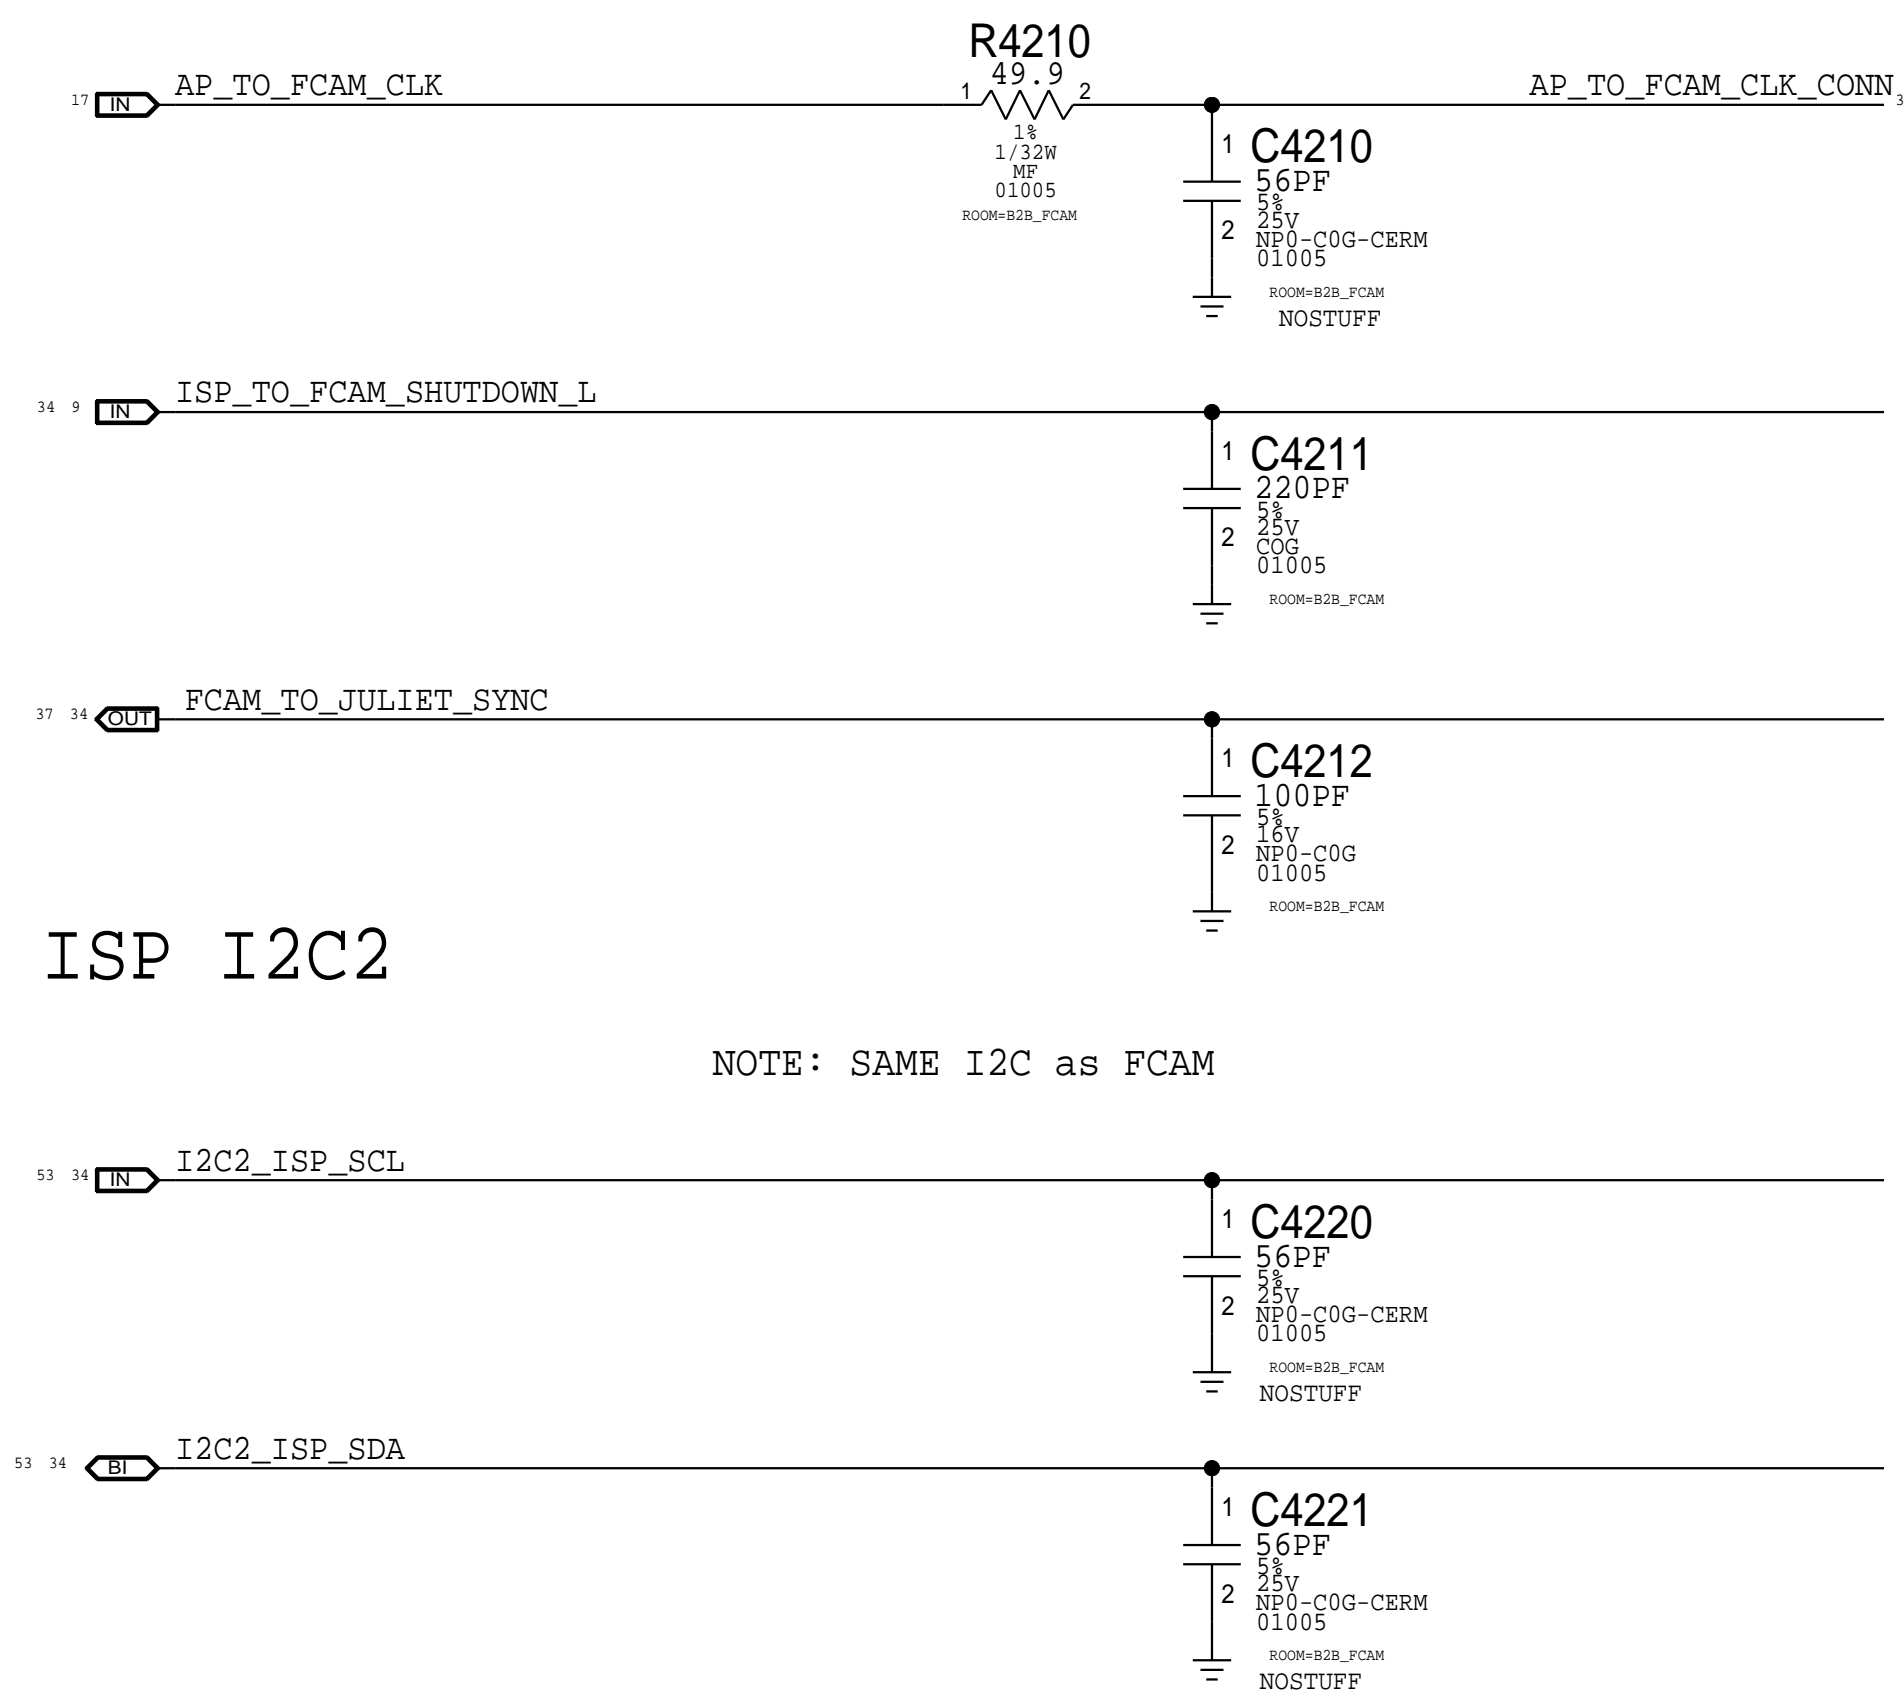 R4210
49.9
17 IN AP_TO_FCAM_CLK 1 2 AP_TO_FCAM_CLK_CONN 3
1%
1/32W
MF
01005
ROOM=B2B_FCAM
1 C4210
56PF
5%
25V
2 NP0-C0G-CERM
01005
ROOM=B2B_FCAM
NOSTUFF
34 9 IN ISP_TO_FCAM_SHUTDOWN_L
1 C4211
220PF
5%
25V
2 COG
01005
ROOM=B2B_FCAM
37 34 OUT FCAM_TO_JULIET_SYNC
1 C4212
100PF
5%
16V
2 NP0-C0G
01005
ROOM=B2B_FCAM
ISP I2C2
NOTE: SAME I2C as FCAM
53 34 IN I2C2_ISP_SCL
1 C4220
56PF
5%
25V
2 NP0-C0G-CERM
01005
ROOM=B2B_FCAM
NOSTUFF
53 34 BI I2C2_ISP_SDA
1 C4221
56PF
5%
25V
2 NP0-C0G-CERM
01005
ROOM=B2B_FCAM
NOSTUFF